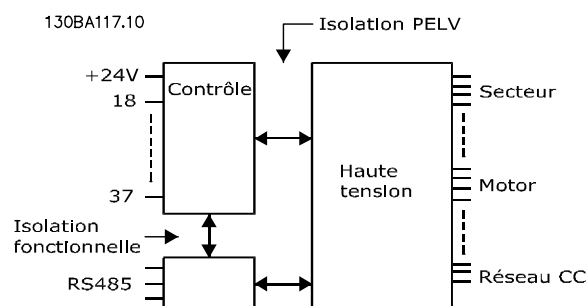 130BA117.10
Isolation PELV
+24V
Contrôle
18
37
Haute
tension
Secteur
Motor
Isolation
fonctionnelle
RS485
Réseau CC